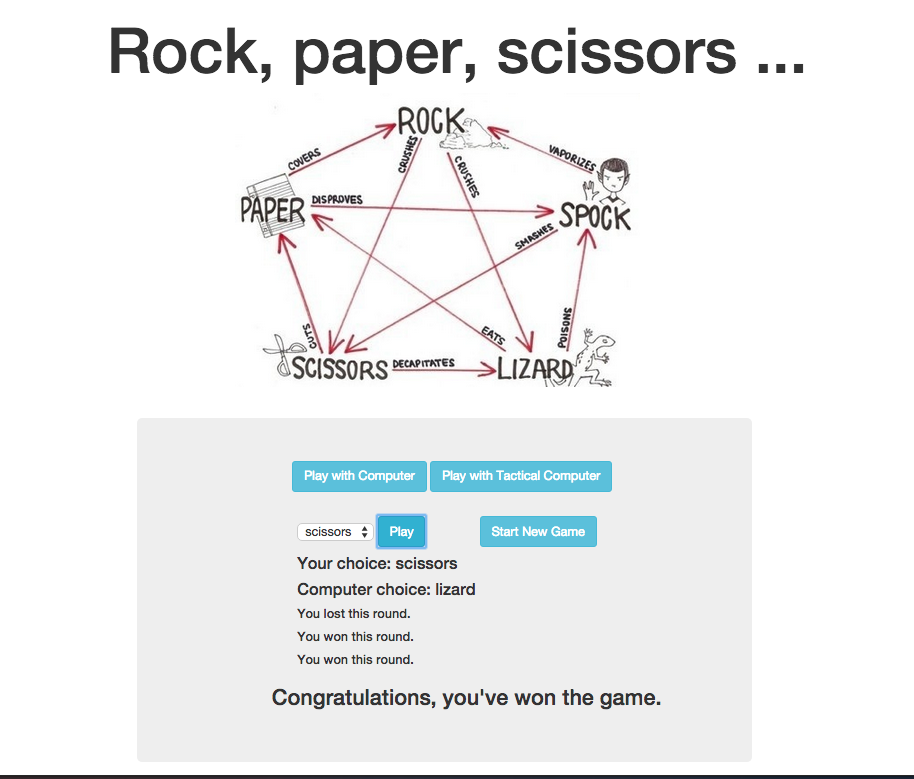 Rock, paper, scissors ...
ROCK
COVERS
CRUSHES
CRUSHES
VAPORIZES
PAPER
DISPROVES
SPOCK
SMASHES
CUTS
EATS
POISONS
SCISSORS
DECAPITATES
LIZARD
Play with Computer
Play with Tactical Computer
scissors
Play
Start New Game
Your choice: scissors
Computer choice: lizard
You lost this round.
You won this round.
You won this round.
Congratulations, you've won the game.